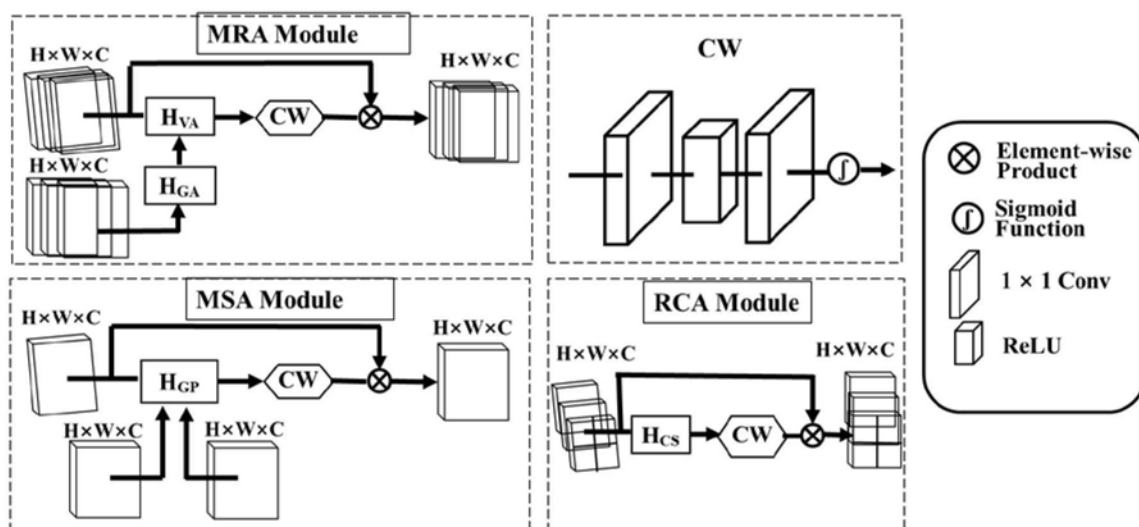 MRA Module
H×W×C
H×W×C
H_VA
CW
H×W×C
H_GA
CW
∫
MSA Module
H×W×C
H×W×C
H_GP
CW
H×W×C
H×W×C
RCA Module
H×W×C
H×W×C
H_CS
CW
Element-wise
Product
∫
Sigmoid
Function
1 × 1 Conv
ReLU